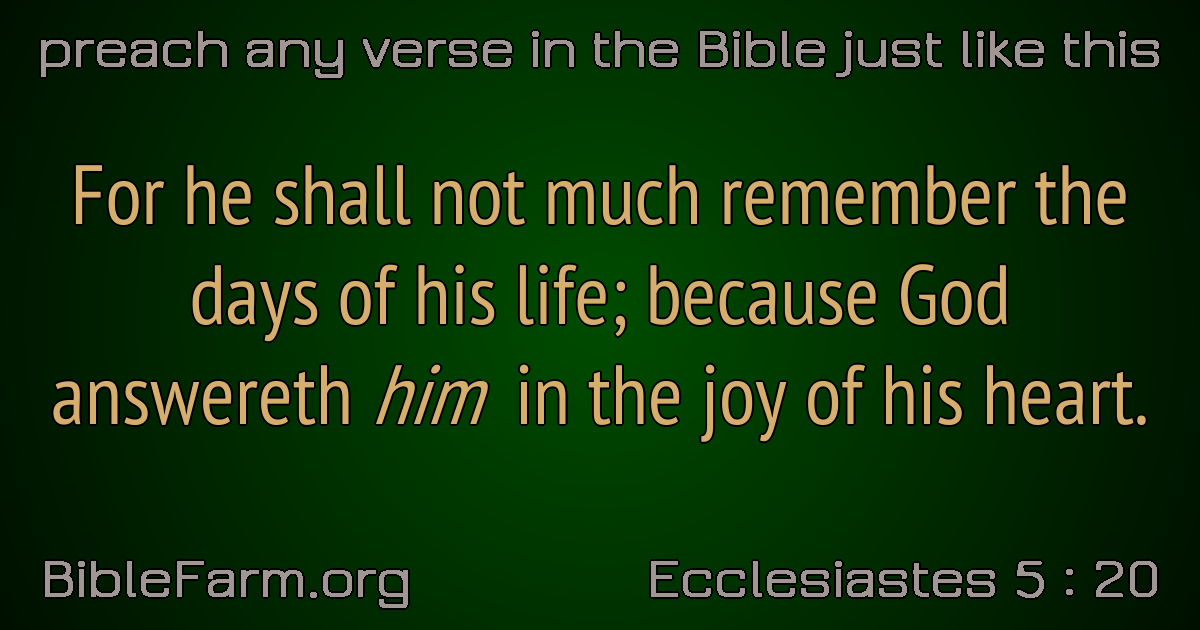 preach any verse in the Bible just like this
For he shall not much remember the
days of his life; because God
answereth him in the joy of his heart.
BibleFarm.org
Ecclesiastes 5 : 20